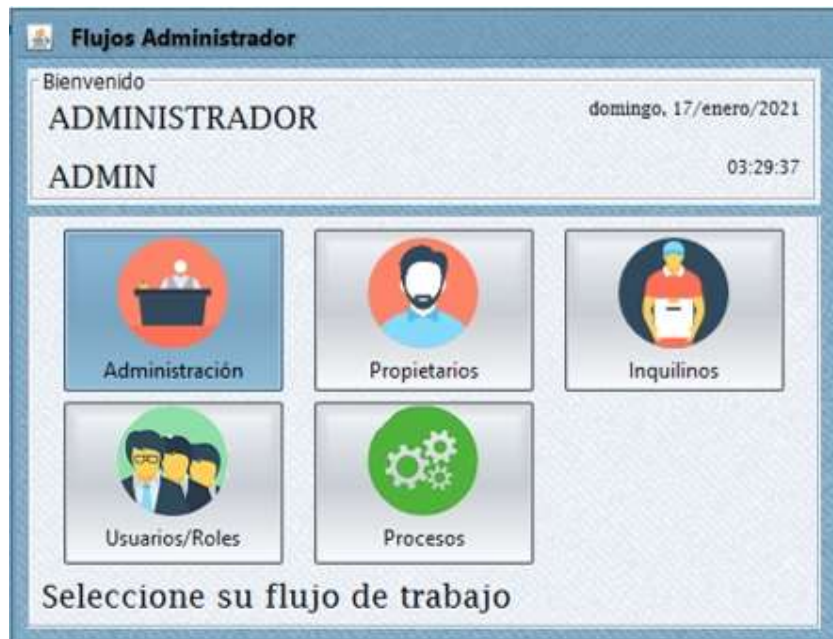 Flujos Administrador
Bienvenido
ADMINISTRADOR
domingo, 17/enero/2021
ADMIN
03:29:37
Administración
Propietarios
Inquilinos
Usuarios/Roles
Procesos
Seleccione su flujo de trabajo